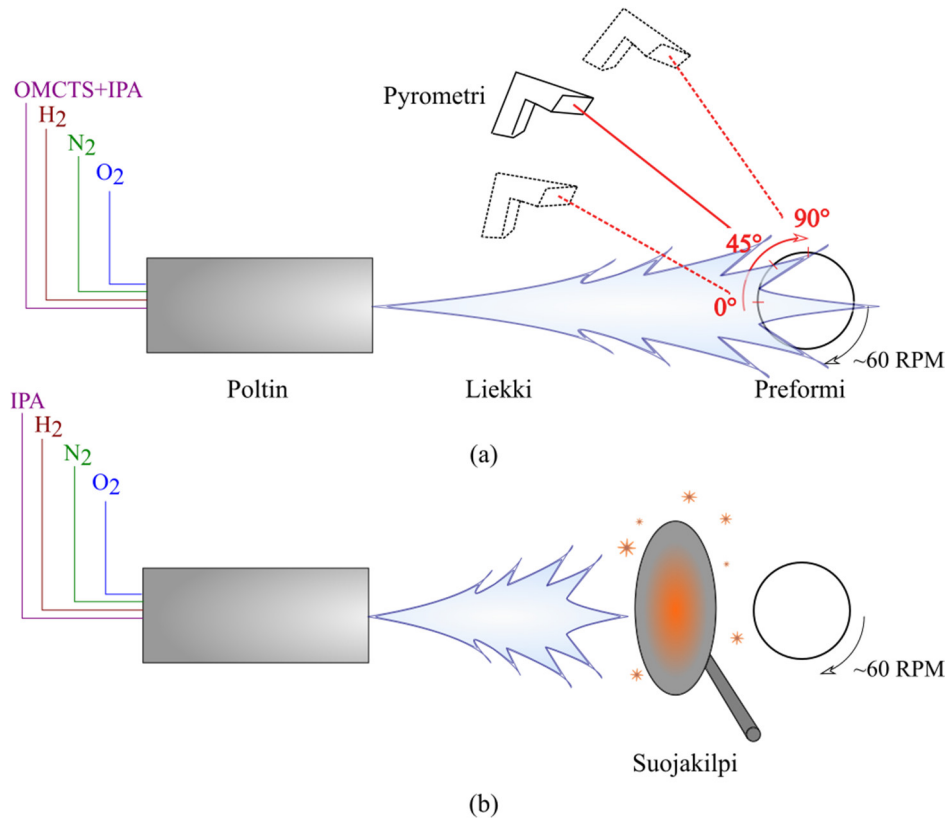 OMCTS+IPA
H2
N2
O2
Pyrometri
90°
45°
0°
~60 RPM
Poltin
Liekki
Preformi
(a)
IPA
H2
N2
O2
~60 RPM
Suojakilpi
(b)